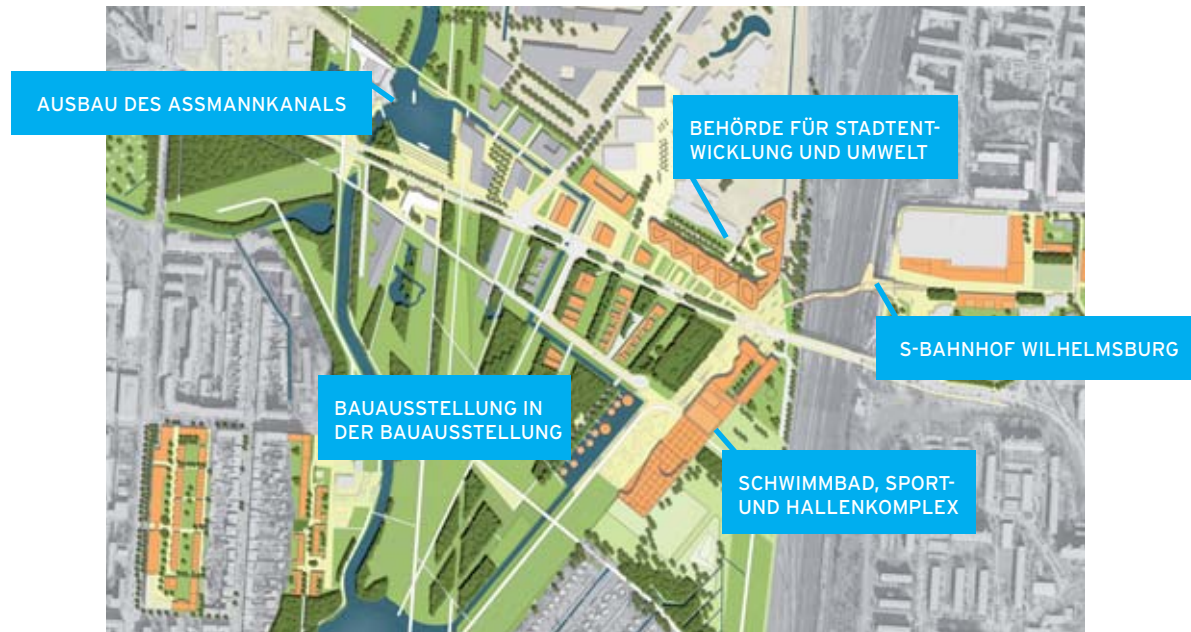 AUSBAU DES ASSMANNKANALS
BEHÖRDE FÜR STADTENT-
WICKLUNG UND UMWELT
S-BAHNHOF WILHELMSBURG
BAUAUSSTELLUNG IN
DER BAUAUSSTELLUNG
SCHWIMMBAD, SPORT-
UND HALLENKOMPLEX